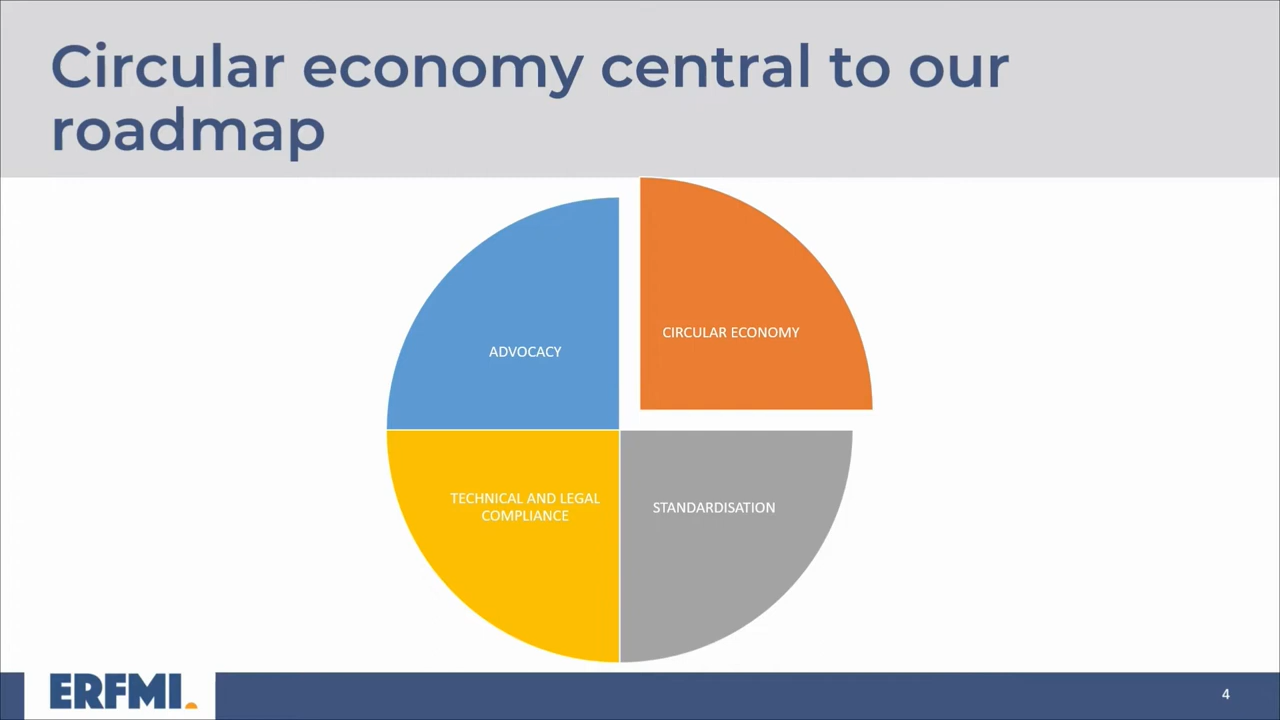 Circular economy central to our
roadmap
CIRCULAR ECONOMY
ADVOCACY
TECHNICAL AND LEGAL
COMPLIANCE
STANDARDISATION
ERFMI.
4